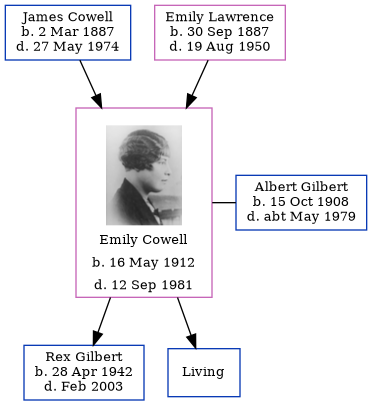 James Cowell
b. 2 Mar 1887
d. 27 May 1974
Emily Lawrence
b. 30 Sep 1887
d. 19 Aug 1950
Emily Cowell
b. 16 May 1912
d. 12 Sep 1981
Albert Gilbert
b. 15 Oct 1908
d. abt May 1979
Rex Gilbert
b. 28 Apr 1942
d. Feb 2003
Living